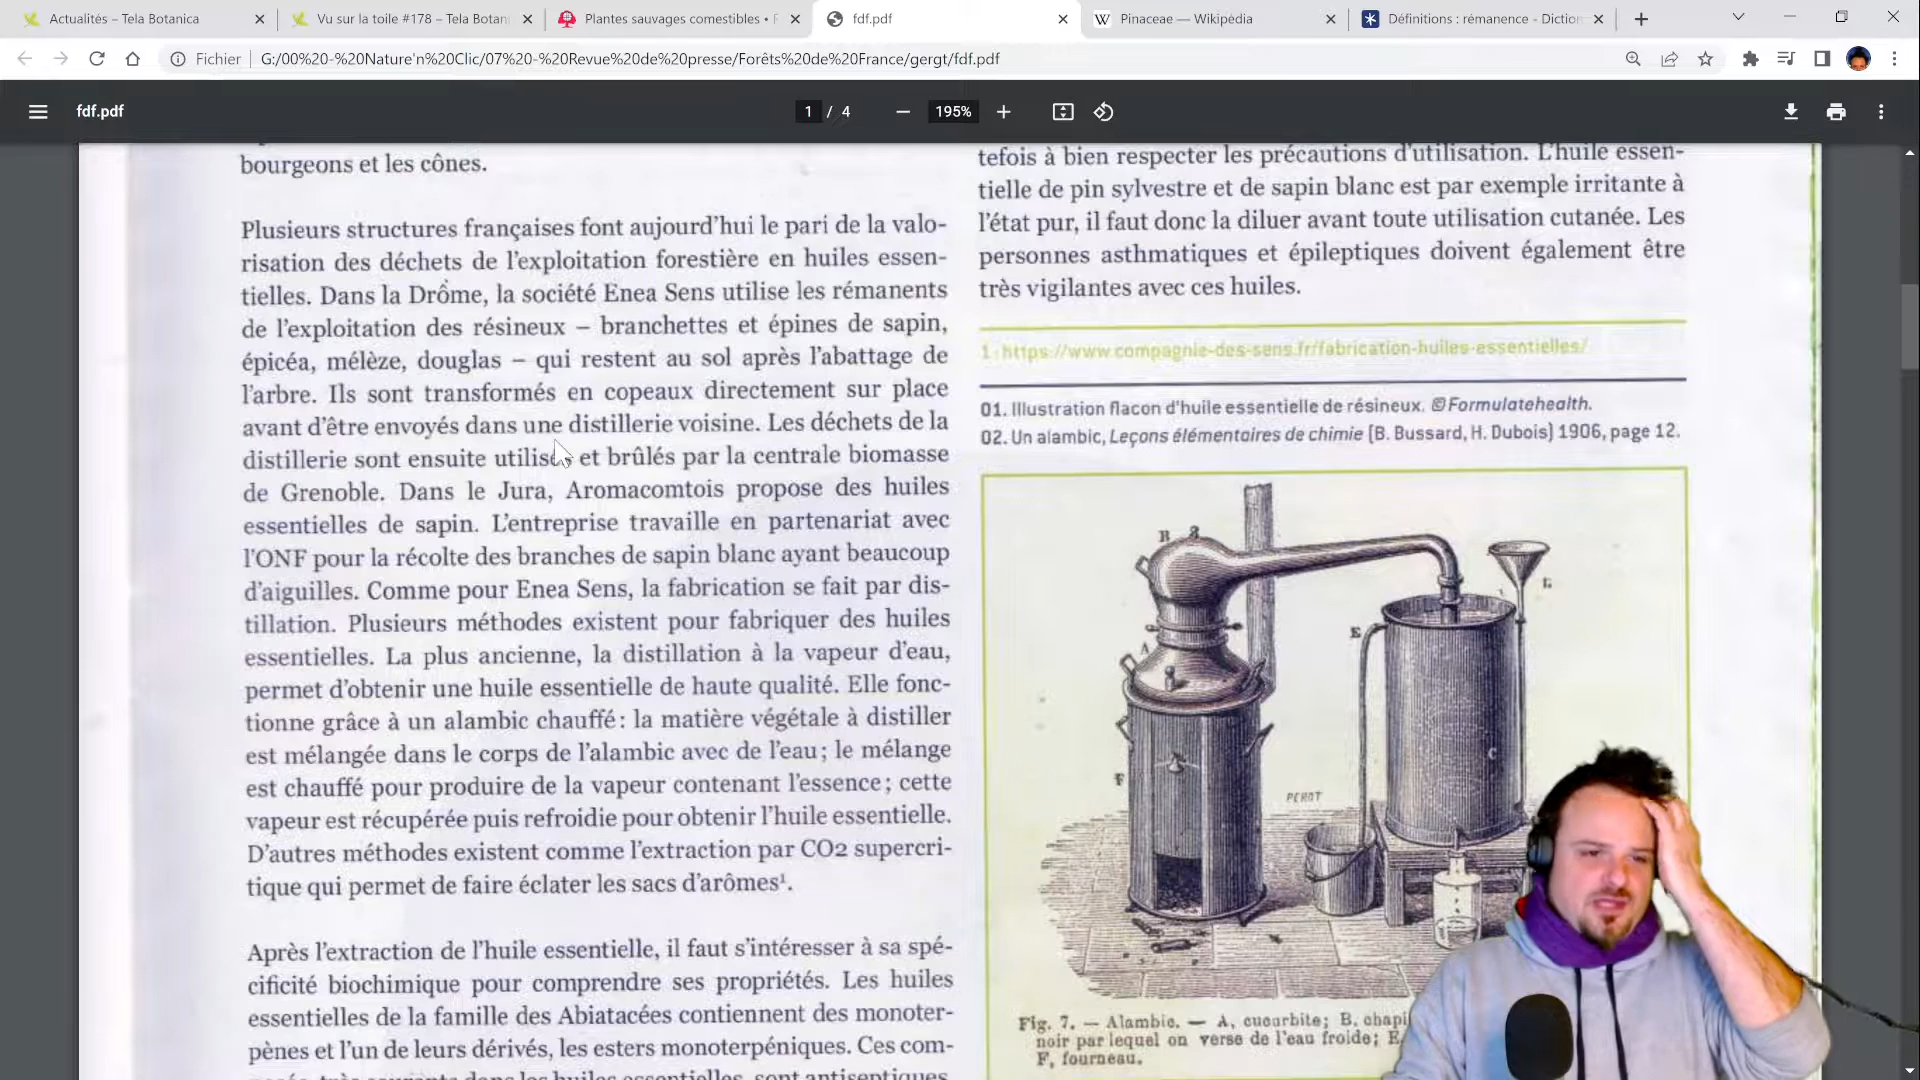 Actualités – Tela Botanica
Vu sur la toile #178 – Tela Botan
Plantes sauvages comestibles •
fdf.pdf
Pinaceae — Wikipédia
Définitions : rémanence - Diction
Fichier
G:/00%20-%20Nature'n%20Clic/07%20-%20Revue%20de%20presse/Forêts%20de%20France/gergt/fdf.pdf
fdf.pdf
1 / 4
195%
bourgeons et les cônes.
Plusieurs structures françaises font aujourd'hui le pari de la valo-
risation des déchets de l'exploitation forestière en huiles essen-
tielles. Dans la Drôme, la société Enea Sens utilise les rémanents
de l'exploitation des résineux – branchettes et épines de sapin,
épicéa, mélèze, douglas – qui restent au sol après l'abattage de
l'arbre. Ils sont transformés en copeaux directement sur place
avant d'être envoyés dans une distillerie voisine. Les déchets de la
distillerie sont ensuite utilisés et brûlés par la centrale biomasse
de Grenoble. Dans le Jura, Aromacomtois propose des huiles
essentielles de sapin. L'entreprise travaille en partenariat avec
l'ONF pour la récolte des branches de sapin blanc ayant beaucoup
d'aiguilles. Comme pour Enea Sens, la fabrication se fait par dis-
tillation. Plusieurs méthodes existent pour fabriquer des huiles
essentielles. La plus ancienne, la distillation à la vapeur d'eau,
permet d'obtenir une huile essentielle de haute qualité. Elle fonc-
tionne grâce à un alambic chauffé : la matière végétale à distiller
est mélangée dans le corps de l'alambic avec de l'eau ; le mélange
est chauffé pour produire de la vapeur contenant l'essence ; cette
vapeur est récupérée puis refroidie pour obtenir l'huile essentielle.
D'autres méthodes existent comme l'extraction par CO2 supercri-
tique qui permet de faire éclater les sacs d'arômes¹.
Après l'extraction de l'huile essentielle, il faut s'intéresser à sa spé-
cificité biochimique pour comprendre ses propriétés. Les huiles
essentielles de la famille des Abiatacées contiennent des monoter-
pènes et l'un de leurs dérivés, les esters monoterpéniques. Ces com-
posés, très courants dans les huiles essentielles, sont antiseptiques,
tefois à bien respecter les précautions d'utilisation. L'huile essen-
tielle de pin sylvestre et de sapin blanc est par exemple irritante à
l'état pur, il faut donc la diluer avant toute utilisation cutanée. Les
personnes asthmatiques et épileptiques doivent également être
très vigilantes avec ces huiles.
1 : https://www.compagnie-des-sens.fr/fabrication-huiles-essentielles/
01. Illustration flacon d'huile essentielle de résineux. ©Formulatehealth.
02. Un alambic, Leçons élémentaires de chimie (B. Bussard, H. Dubois) 1906, page 12.
B
L
E
A
C
F
PEROT
Fig. 7. — Alambic. — A, cucurbite ; B, chapi
noir par lequel on verse de l'eau froide ; E,
F, fourneau.